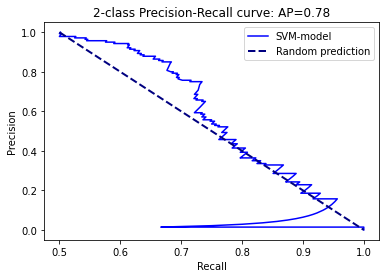 2-class Precision-Recall curve: AP=0.78
SVM-model
Random prediction
Precision
1.0
0.8
0.6
0.4
0.2
0.0
0.5
0.6
0.7
0.8
0.9
1.0
Recall